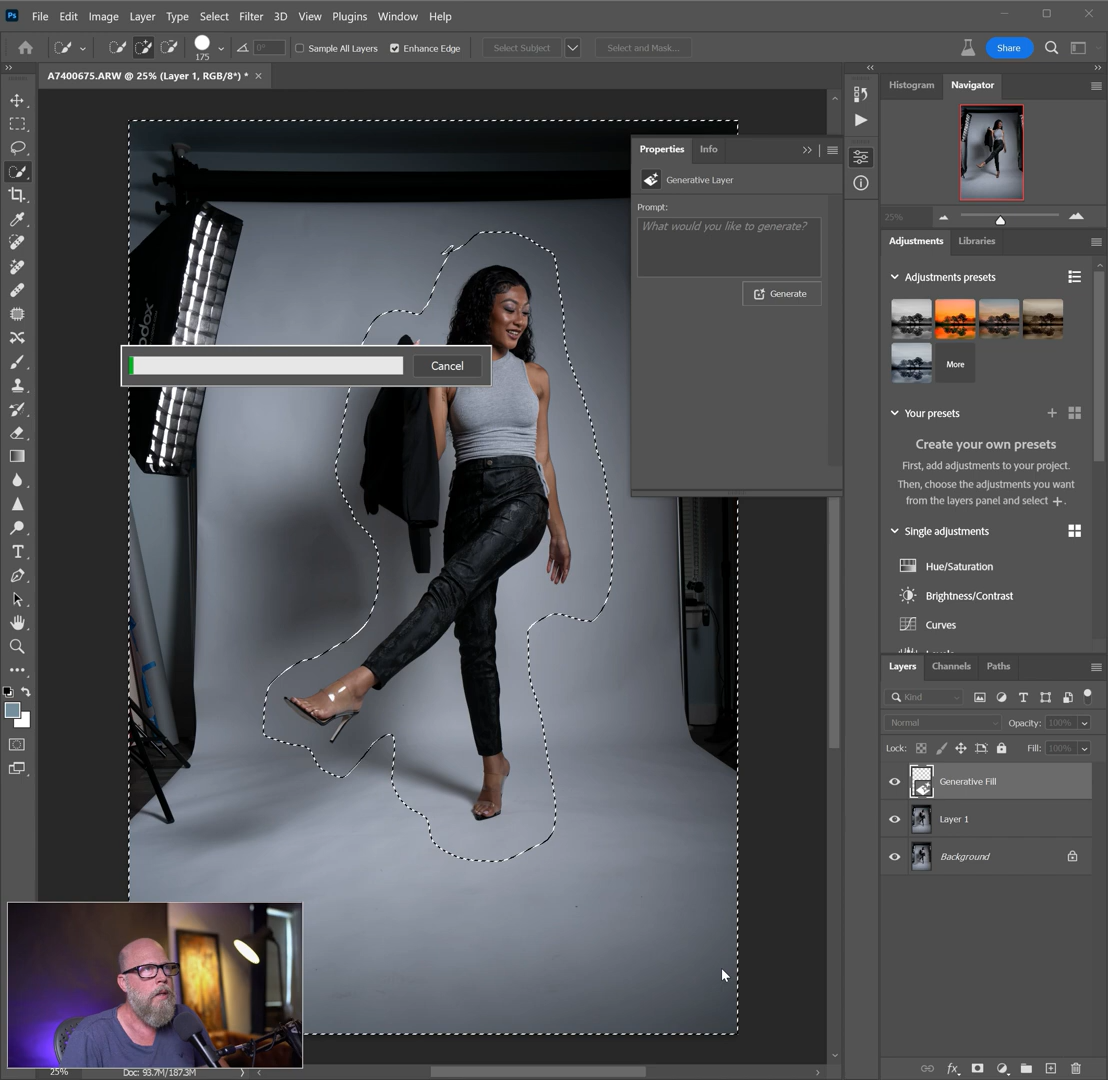 Ps File Edit Image Layer Type Select Filter 3D View Plugins Window Help
175 0° Sample All Layers Enhance Edge Select Subject Select and Mask... Share
A7400675.ARW @ 25% (Layer 1, RGB/8*) * ×
Histogram Navigator
25%
Properties Info
Generative Layer
Prompt:
What would you like to generate?
Generate
Cancel
Adjustments Libraries
Adjustments presets
More
Your presets
Create your own presets
First, add adjustments to your project.
Then, choose the adjustments you want
from the layers panel and select +.
Single adjustments
Hue/Saturation
Brightness/Contrast
Curves
Layers Channels Paths
Kind
Normal Opacity: 100%
Lock: Fill: 100%
Generative Fill
Layer 1
Background
25% Doc: 93.7M/187.3M
fx